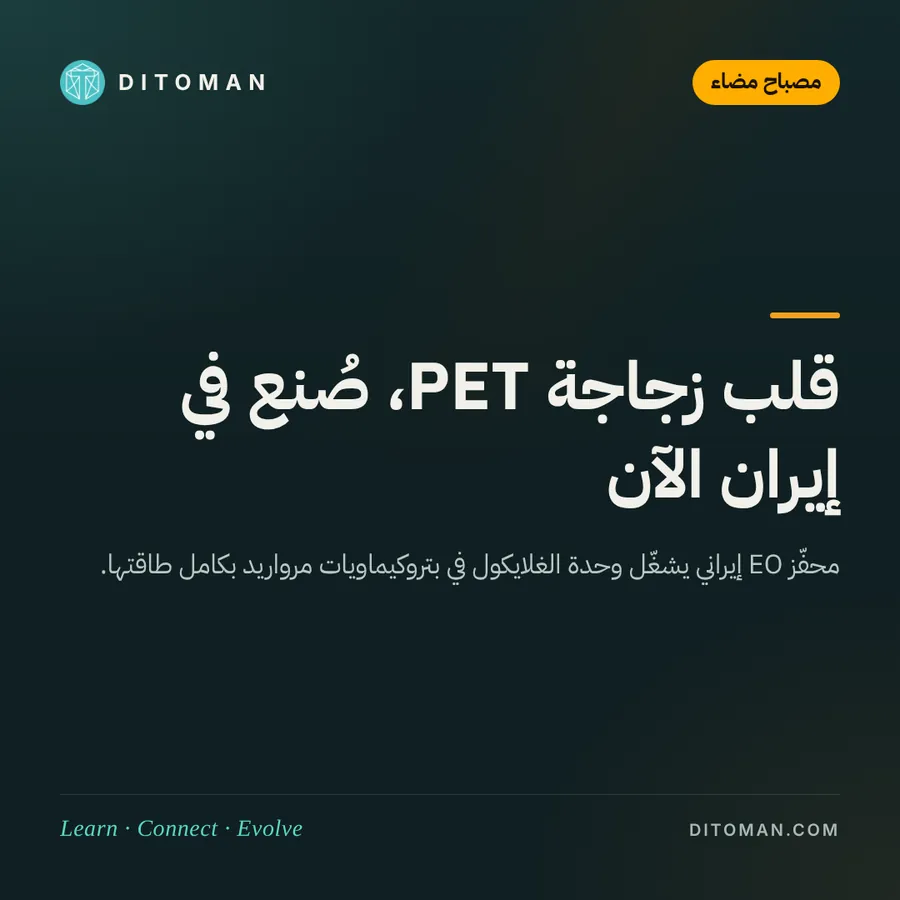 DITOMAN
مصباح مضاء
قلب زجاجة PET، صُنع في
إيران الآن
محفّز EO إيراني يشغّل وحدة الغلايكول في بتروكيماويات مرواريد بكامل طاقتها.
Learn · Connect · Evolve
DITOMAN.COM